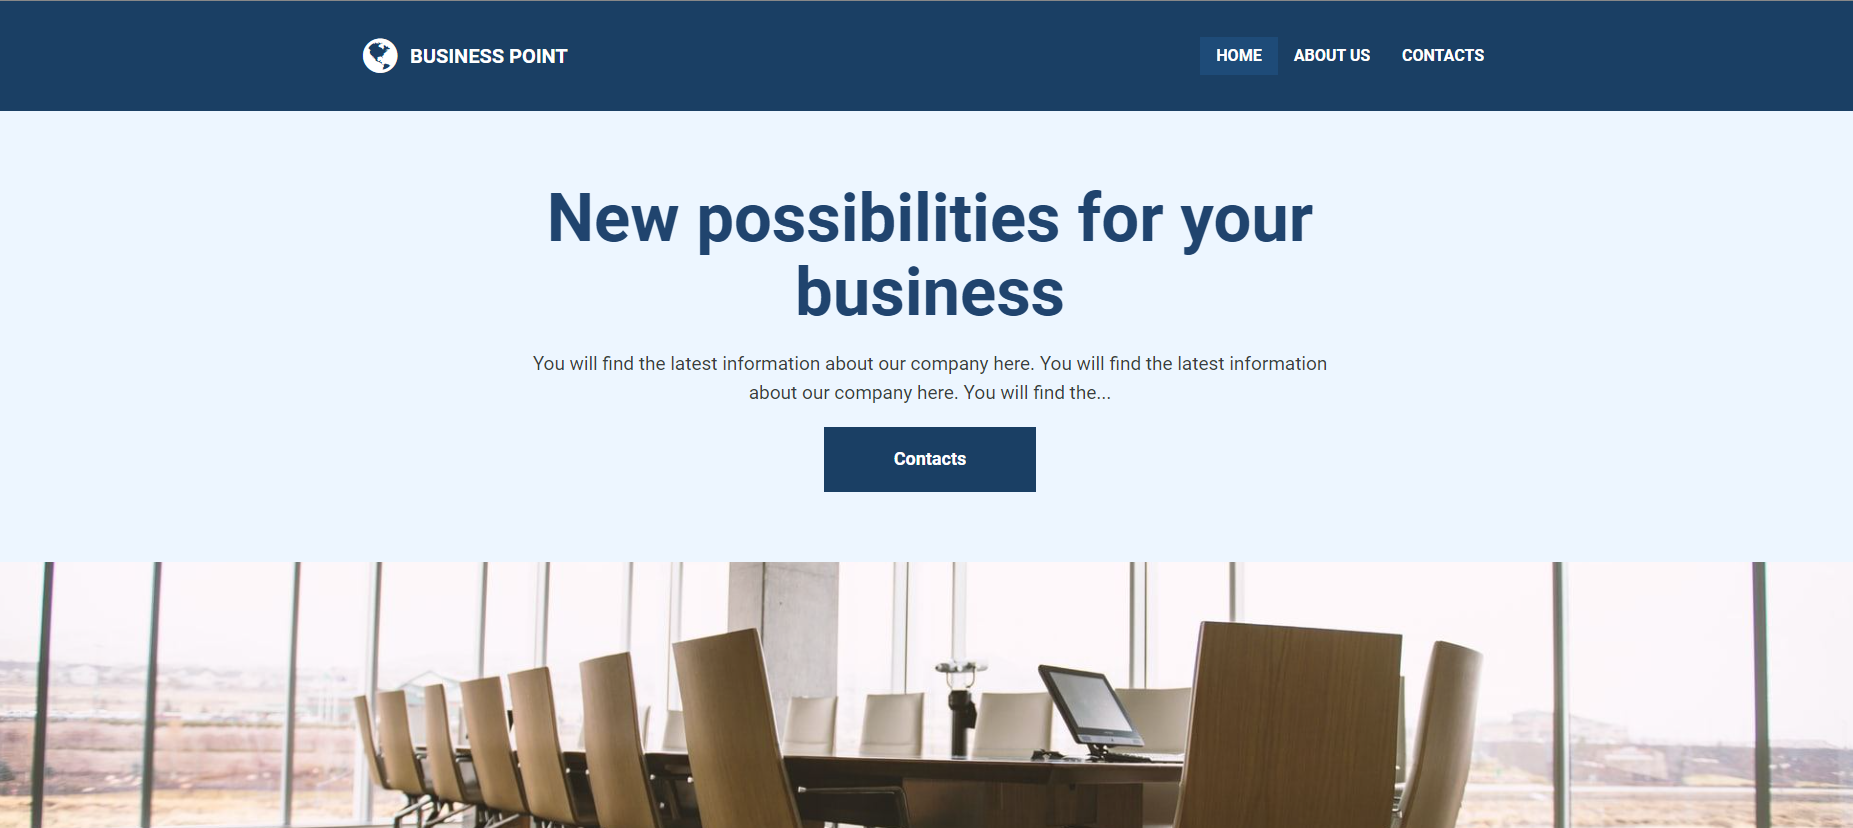 BUSINESS POINT
HOME ABOUT US CONTACTS
New possibilities for your
business
You will find the latest information about our company here. You will find the latest information
about our company here. You will find the...
Contacts